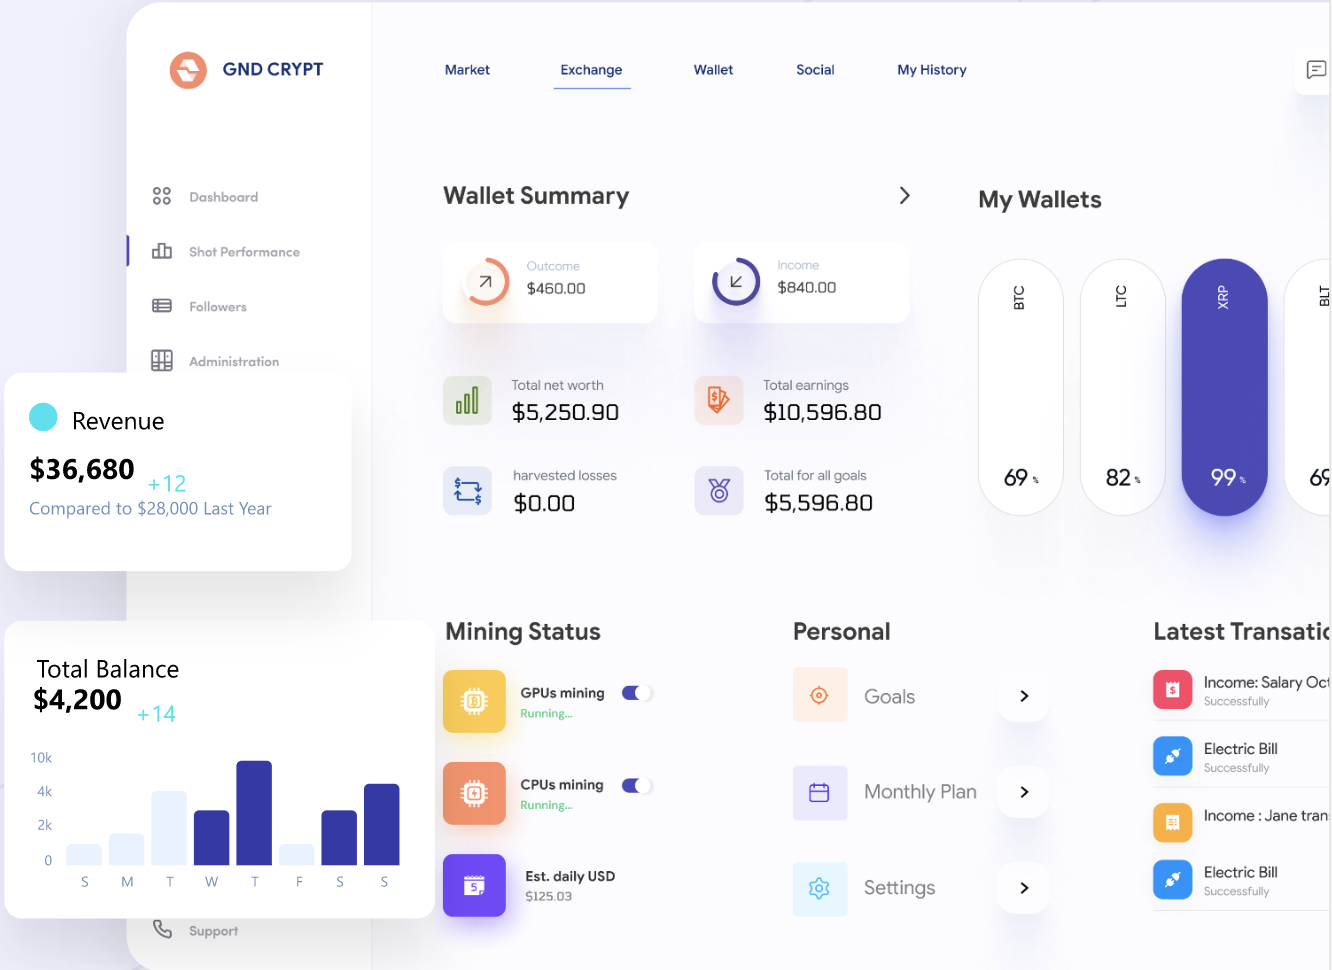 GND CRYPT
Market
Exchange
Wallet
Social
My History
Dashboard
Shot Performance
Followers
Administration
Revenue
$36,680
+12
Compared to $28,000 Last Year
Total Balance
$4,200
+14
10k
4k
2k
0
S M T W T F S S
Support
Wallet Summary
Outcome
$460.00
Income
$840.00
Total net worth
$5,250.90
Total earnings
$10,596.80
harvested losses
$0.00
Total for all goals
$5,596.80
My Wallets
BTC
69 %
LTC
82 %
XRP
99 %
BLT
69
Mining Status
GPUs mining
Running...
CPUs mining
Running...
5
Est. daily USD
$125.03
Personal
Goals
Monthly Plan
Settings
Latest Transatic
Income: Salary Oct
Successfully
Electric Bill
Successfully
Income : Jane tran
Electric Bill
Successfully